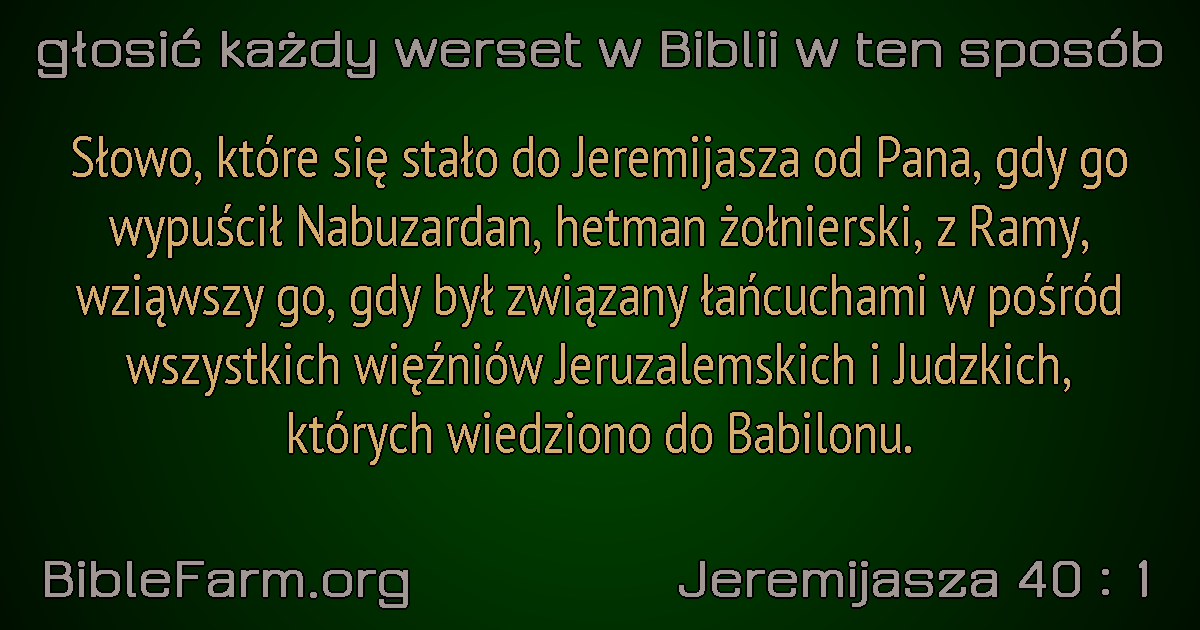 głosić każdy werset w Biblii w ten sposób
Słowo, które się stało do Jeremijasza od Pana, gdy go
wypuścił Nabuzardan, hetman żołnierski, z Ramy,
wziąwszy go, gdy był związany łańcuchami w pośród
wszystkich więźniów Jeruzalemskich i Judzkich,
których wiedziono do Babilonu.
BibleFarm.org
Jeremijasza 40 : 1